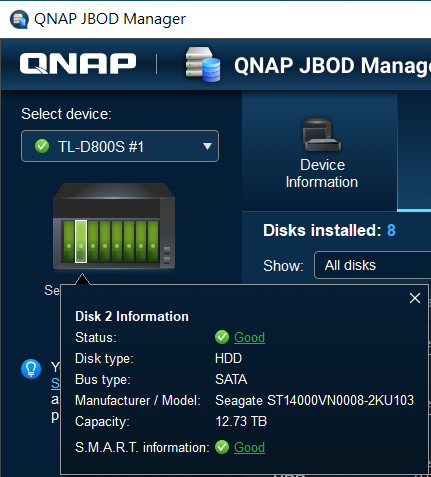 QNAP JBOD Manager
QNAP
QNAP JBOD Manag
Select device:
TL-D800S #1
Device
Information
Disks installed: 8
Show:
All disks
Se
Disk 2 Information
Status: Good
Disk type: HDD
Bus type: SATA
Manufacturer / Model: Seagate ST14000VN0008-2KU103
Capacity: 12.73 TB
S.M.A.R.T. information: Good
Y
S
a
p